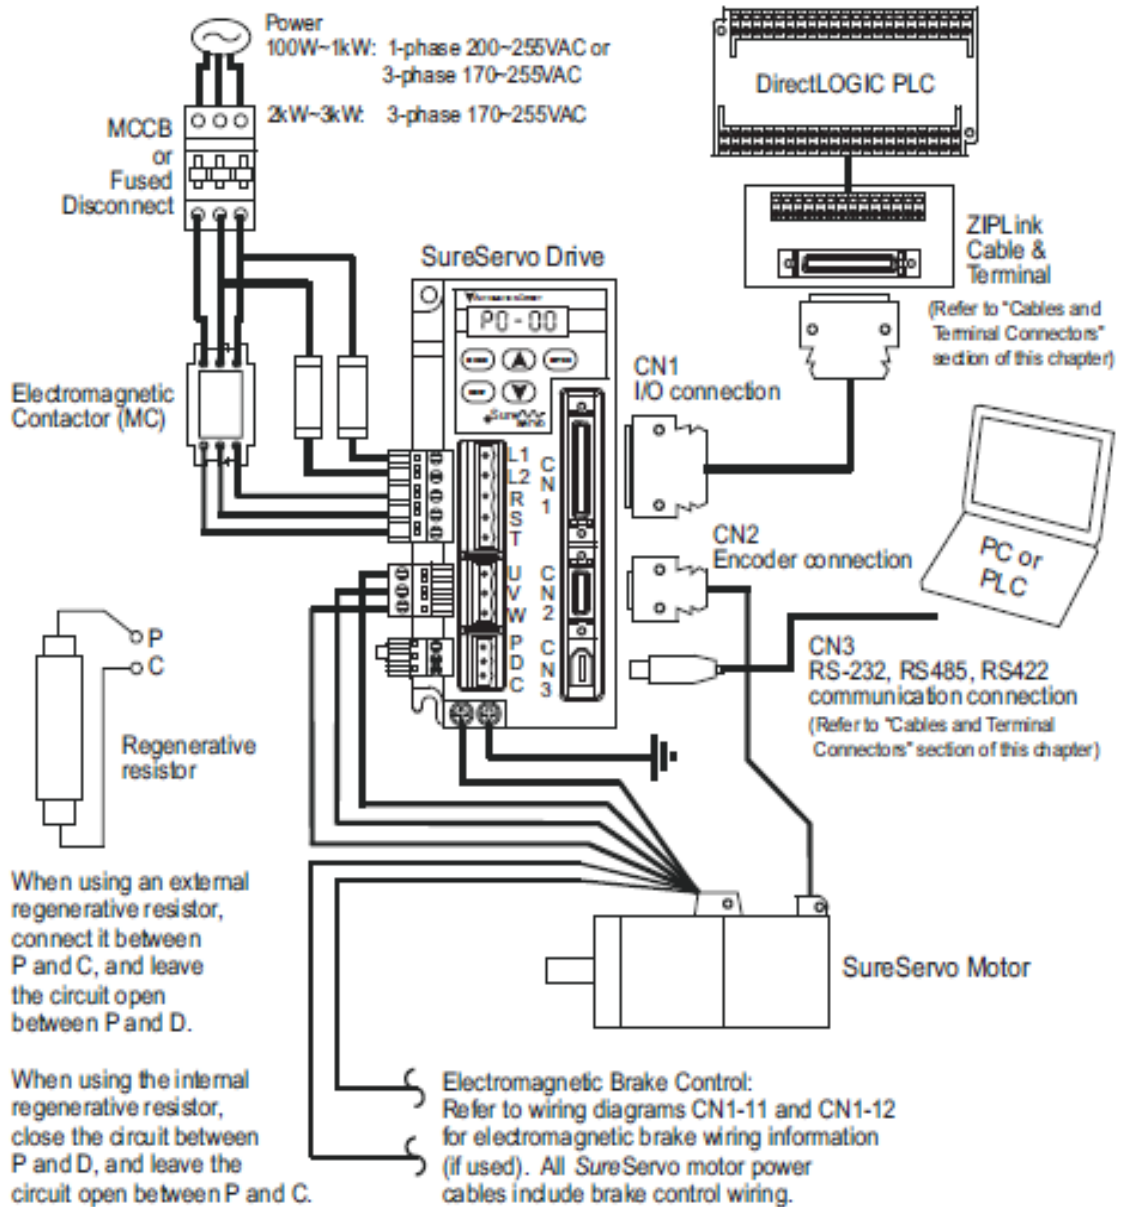 Power
100W~1kW: 1-phase 200~255VAC or
3-phase 170~255VAC
2kW~3kW: 3-phase 170~255VAC
MCCB
or
Fused
Disconnect
DirectLOGIC PLC
ZIPLink
Cable &
Terminal
(Refer to "Cables and
Terminal Connectors"
section of this chapter)
SureServo Drive
P0-00
Electromagnetic
Contactor (MC)
CN1
I/O connection
L1
L2
R
S
T
U
V
W
P
D
C
C
N
1
C
N
2
C
N
3
CN2
Encoder connection
PC or
PLC
CN3
RS-232, RS485, RS422
communication connection
(Refer to "Cables and Terminal
Connectors" section of this chapter)
P
C
Regenerative
resistor
When using an external
regenerative resistor,
connect it between
P and C, and leave
the circuit open
between P and D.
When using the internal
regenerative resistor,
close the circuit between
P and D, and leave the
circuit open between P and C.
SureServo Motor
Electromagnetic Brake Control:
Refer to wiring diagrams CN1-11 and CN1-12
for electromagnetic brake wiring information
(if used). All SureServo motor power
cables include brake control wiring.